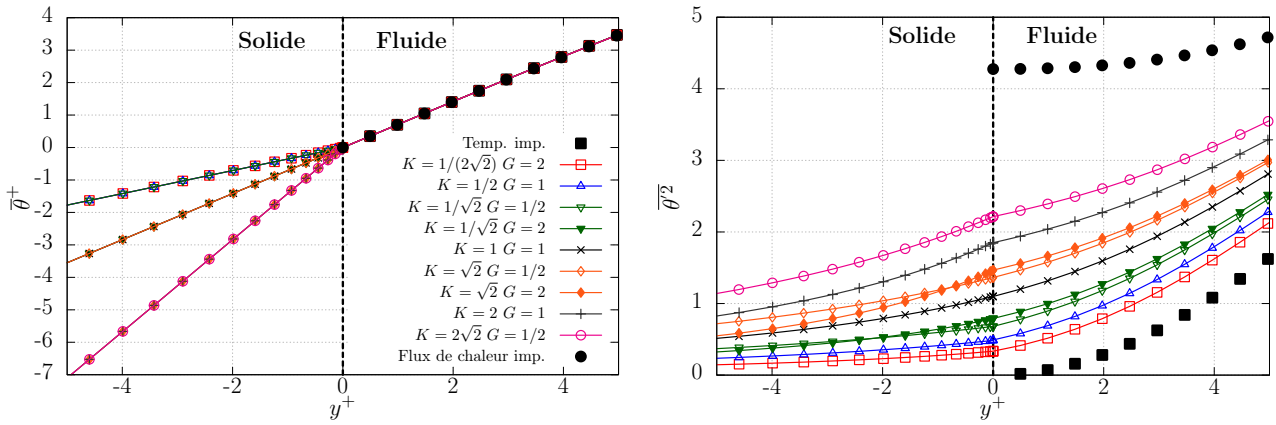 4
3
2
1
0
-1
-2
-3
-4
-5
-6
-7
-4
-2
0
2
4
Solide
Fluide
θ̅⁺
y⁺
Temp. imp.
K = 1/(2√2) G = 2
K = 1/2 G = 1
K = 1/√2 G = 1/2
K = 1/√2 G = 2
K = 1 G = 1
K = √2 G = 1/2
K = √2 G = 2
K = 2 G = 1
K = 2√2 G = 1/2
Flux de chaleur imp.
5
4
3
2
1
0
-4
-2
0
2
4
Solide
Fluide
θ'²
y⁺